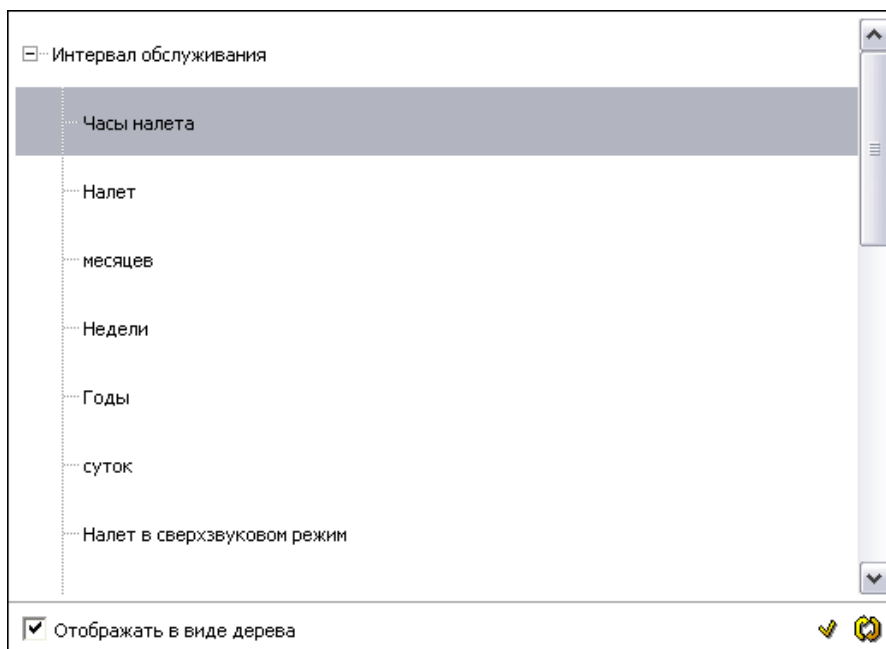 Интервал обслуживания
Часы налета
Налет
месяцев
Недели
Годы
суток
Налет в сверхзвуковом режим
Отображать в виде дерева